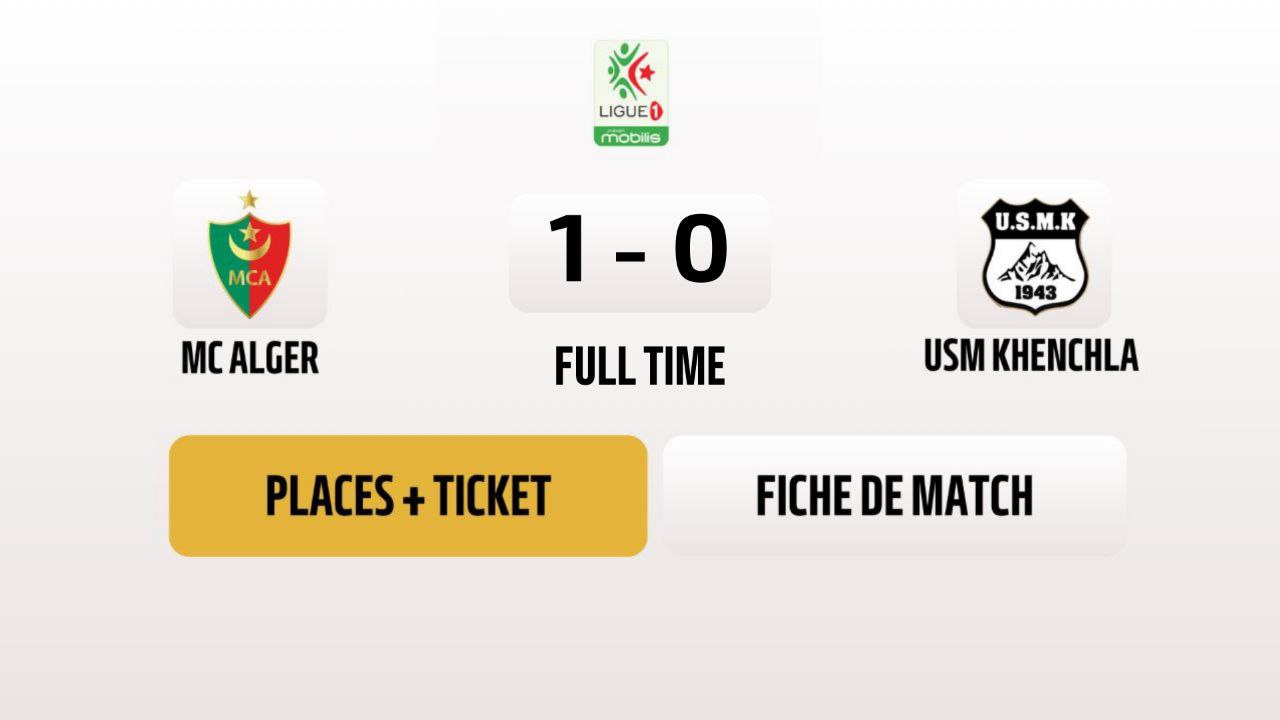 LIGUE 1
mobilis
MCA
1 - 0
U.S.M.K
1943
MC ALGER
FULL TIME
USM KHENCHLA
PLACES + TICKET
FICHE DE MATCH